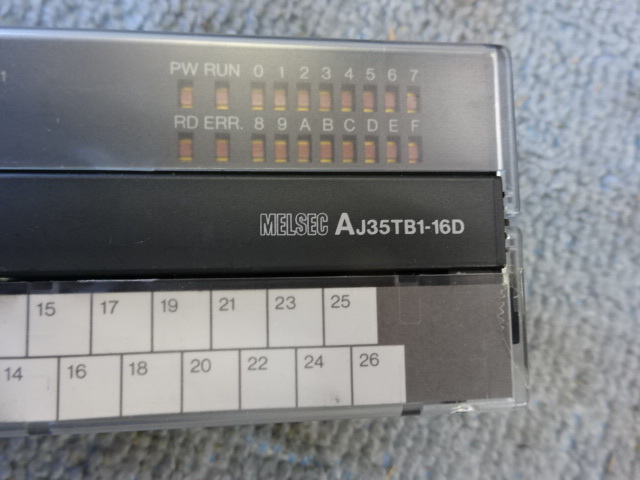 1
PW RUN 0 1 2 3 4 5 6 7
RD ERR. 8 9 A B C D E F
MELSEC AJ35TB1-16D
15 17 19 21 23 25
14 16 18 20 22 24 26